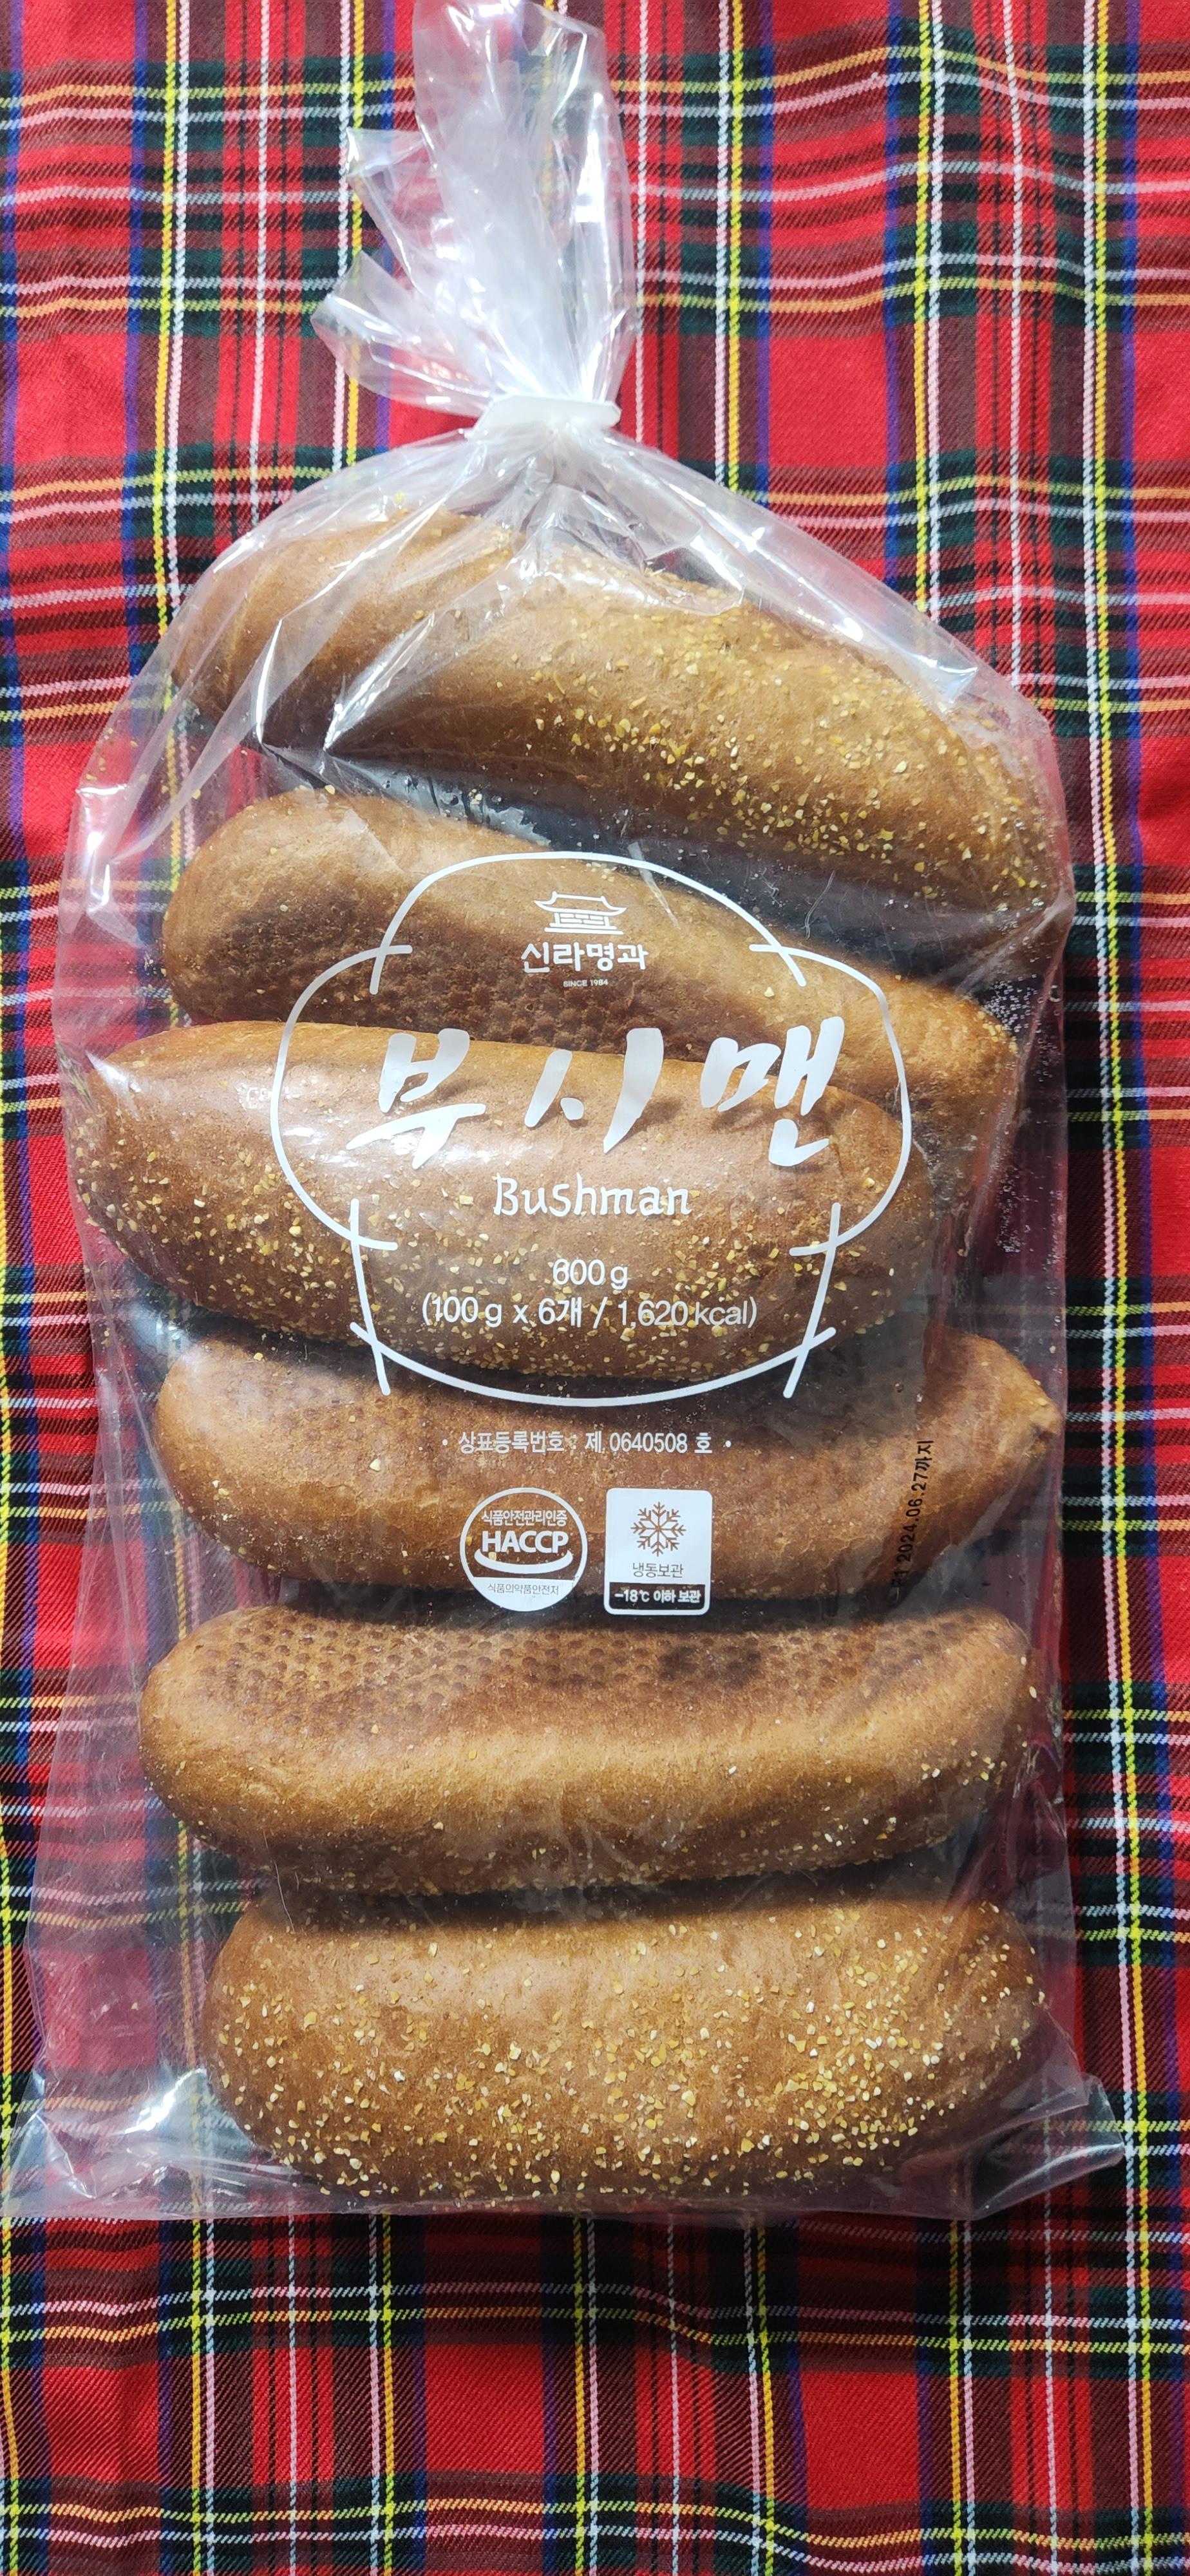 신라명과
SINCE 1984
부시맨
Bushman
600 g
(100 g x 6개 / 1,620 kcal)
· 상표등록번호 : 제 0640508 호 ·
식품안전관리인증
HACCP
식품의약품안전처
냉동보관
-18℃ 이하 보관
2024.06.27까지